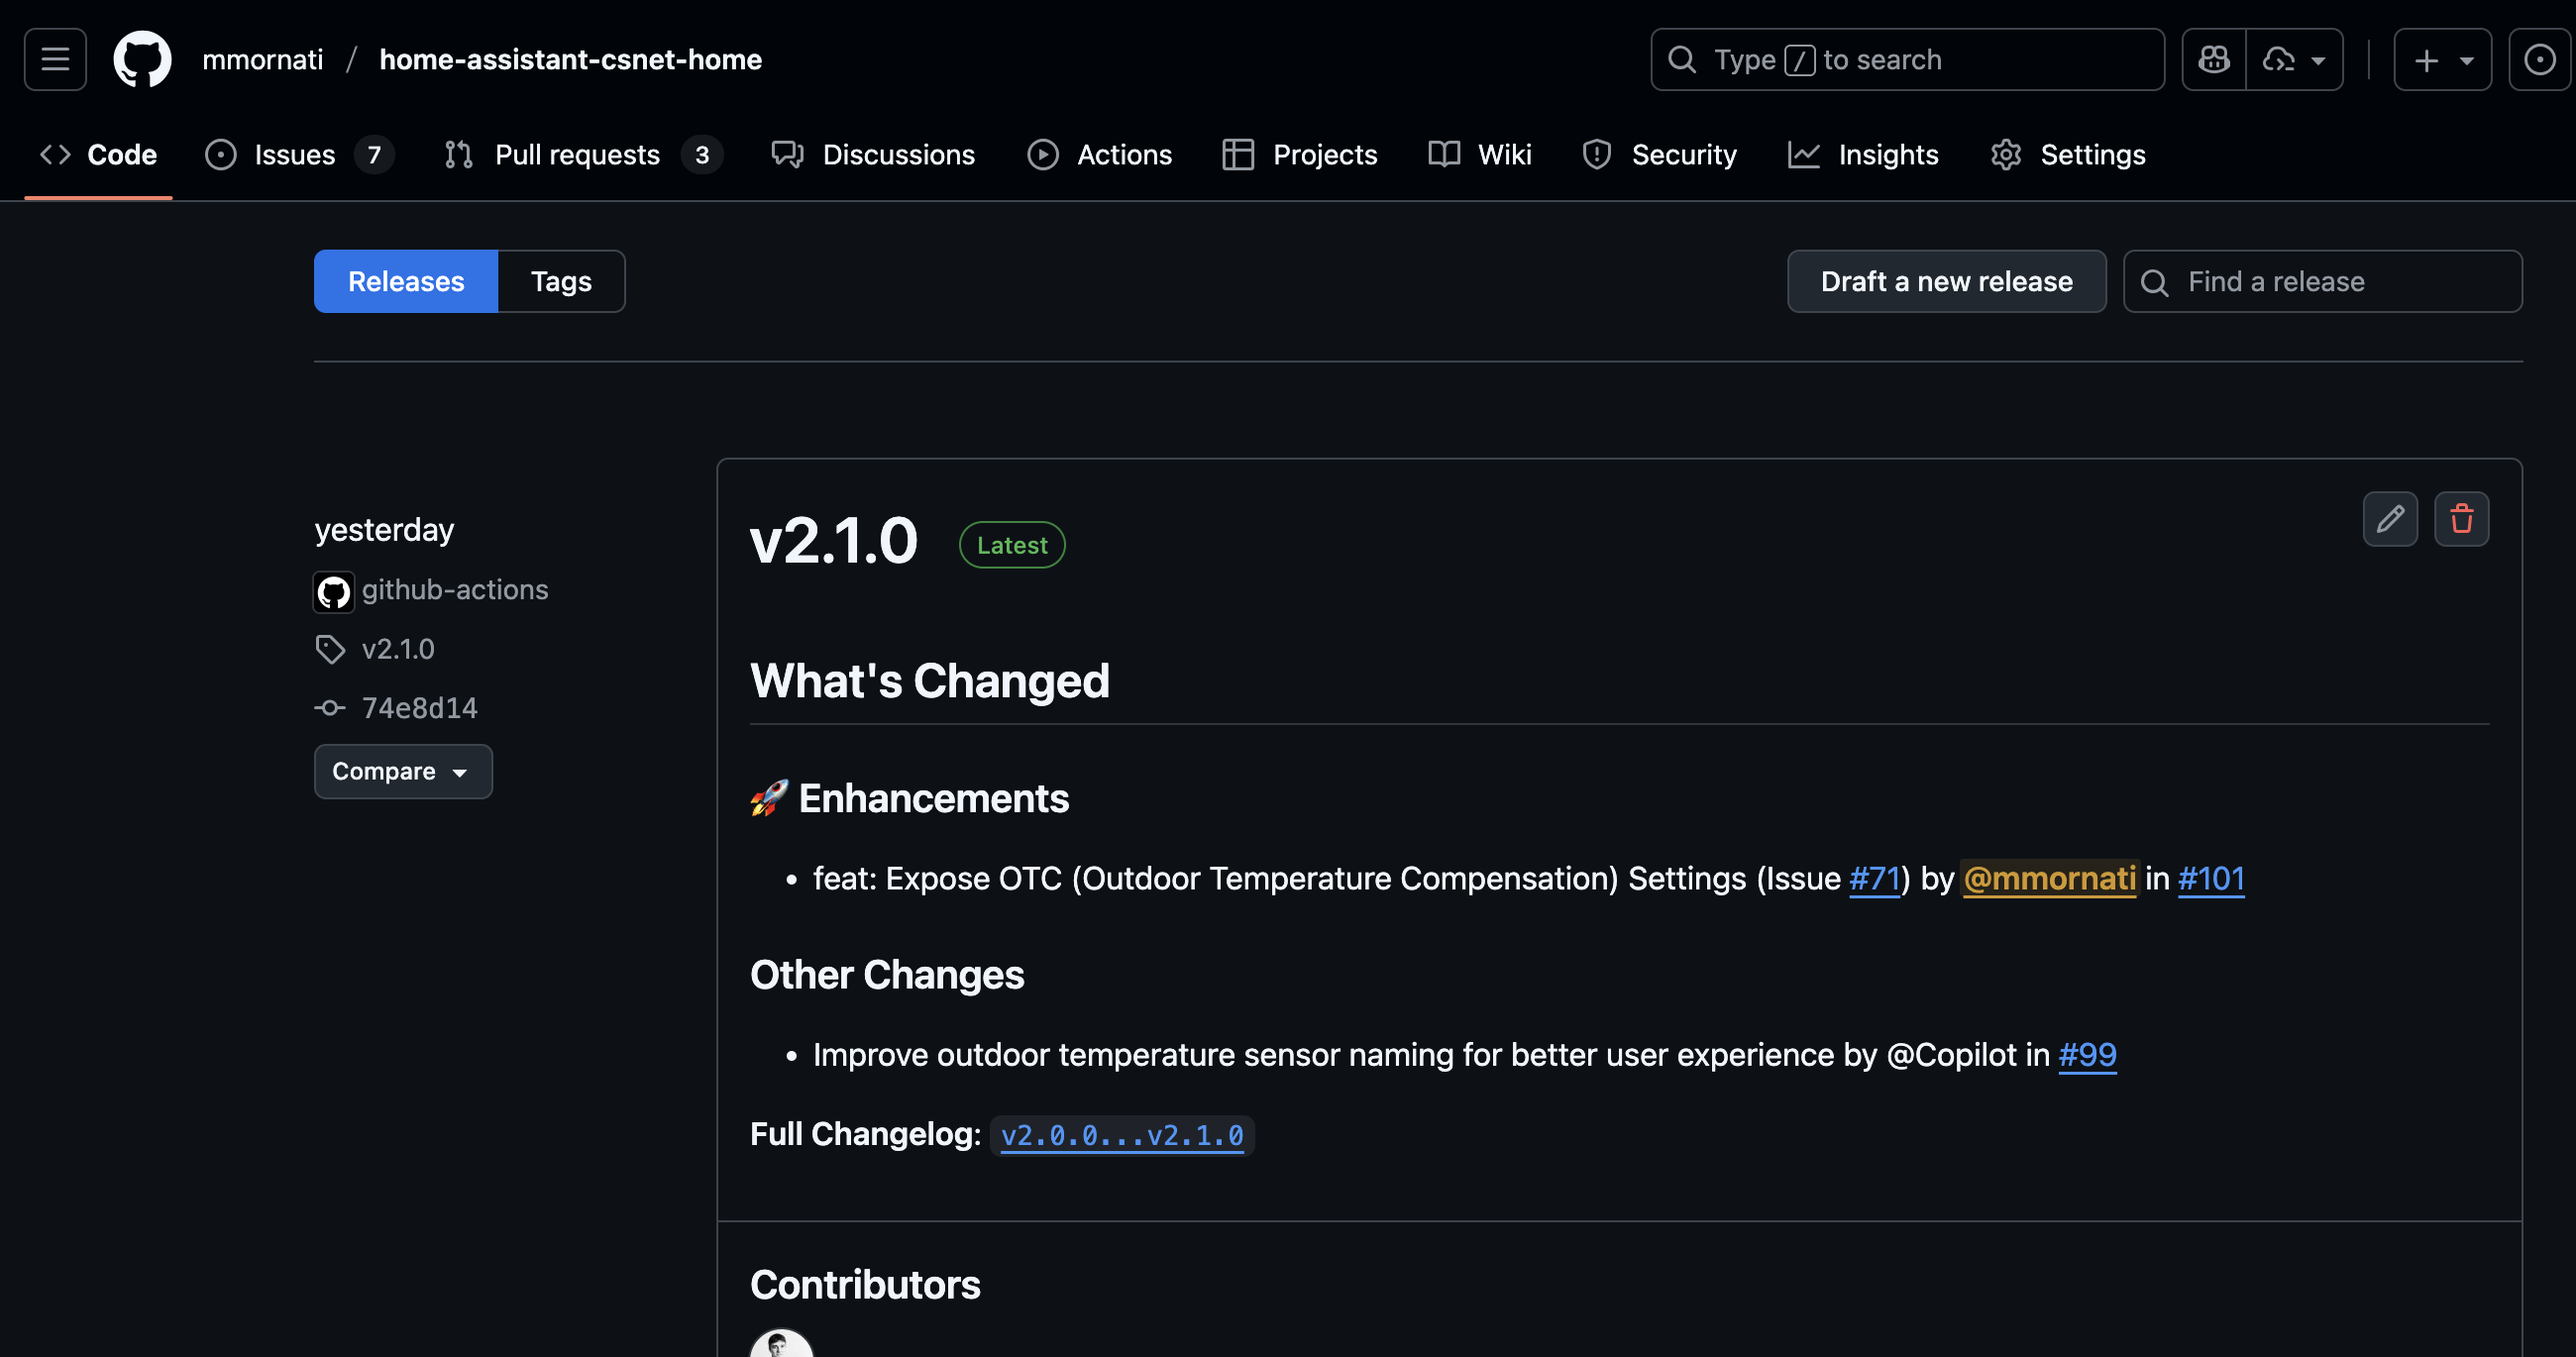 mmornati / home-assistant-csnet-home
Type / to search
Code
Issues 7
Pull requests 3
Discussions
Actions
Projects
Wiki
Security
Insights
Settings
Releases
Tags
Draft a new release
Find a release
yesterday
github-actions
v2.1.0
74e8d14
Compare
v2.1.0 Latest
What's Changed
🚀 Enhancements
• feat: Expose OTC (Outdoor Temperature Compensation) Settings (Issue #71) by @mmornati in #101
Other Changes
• Improve outdoor temperature sensor naming for better user experience by @Copilot in #99
Full Changelog: v2.0.0...v2.1.0
Contributors